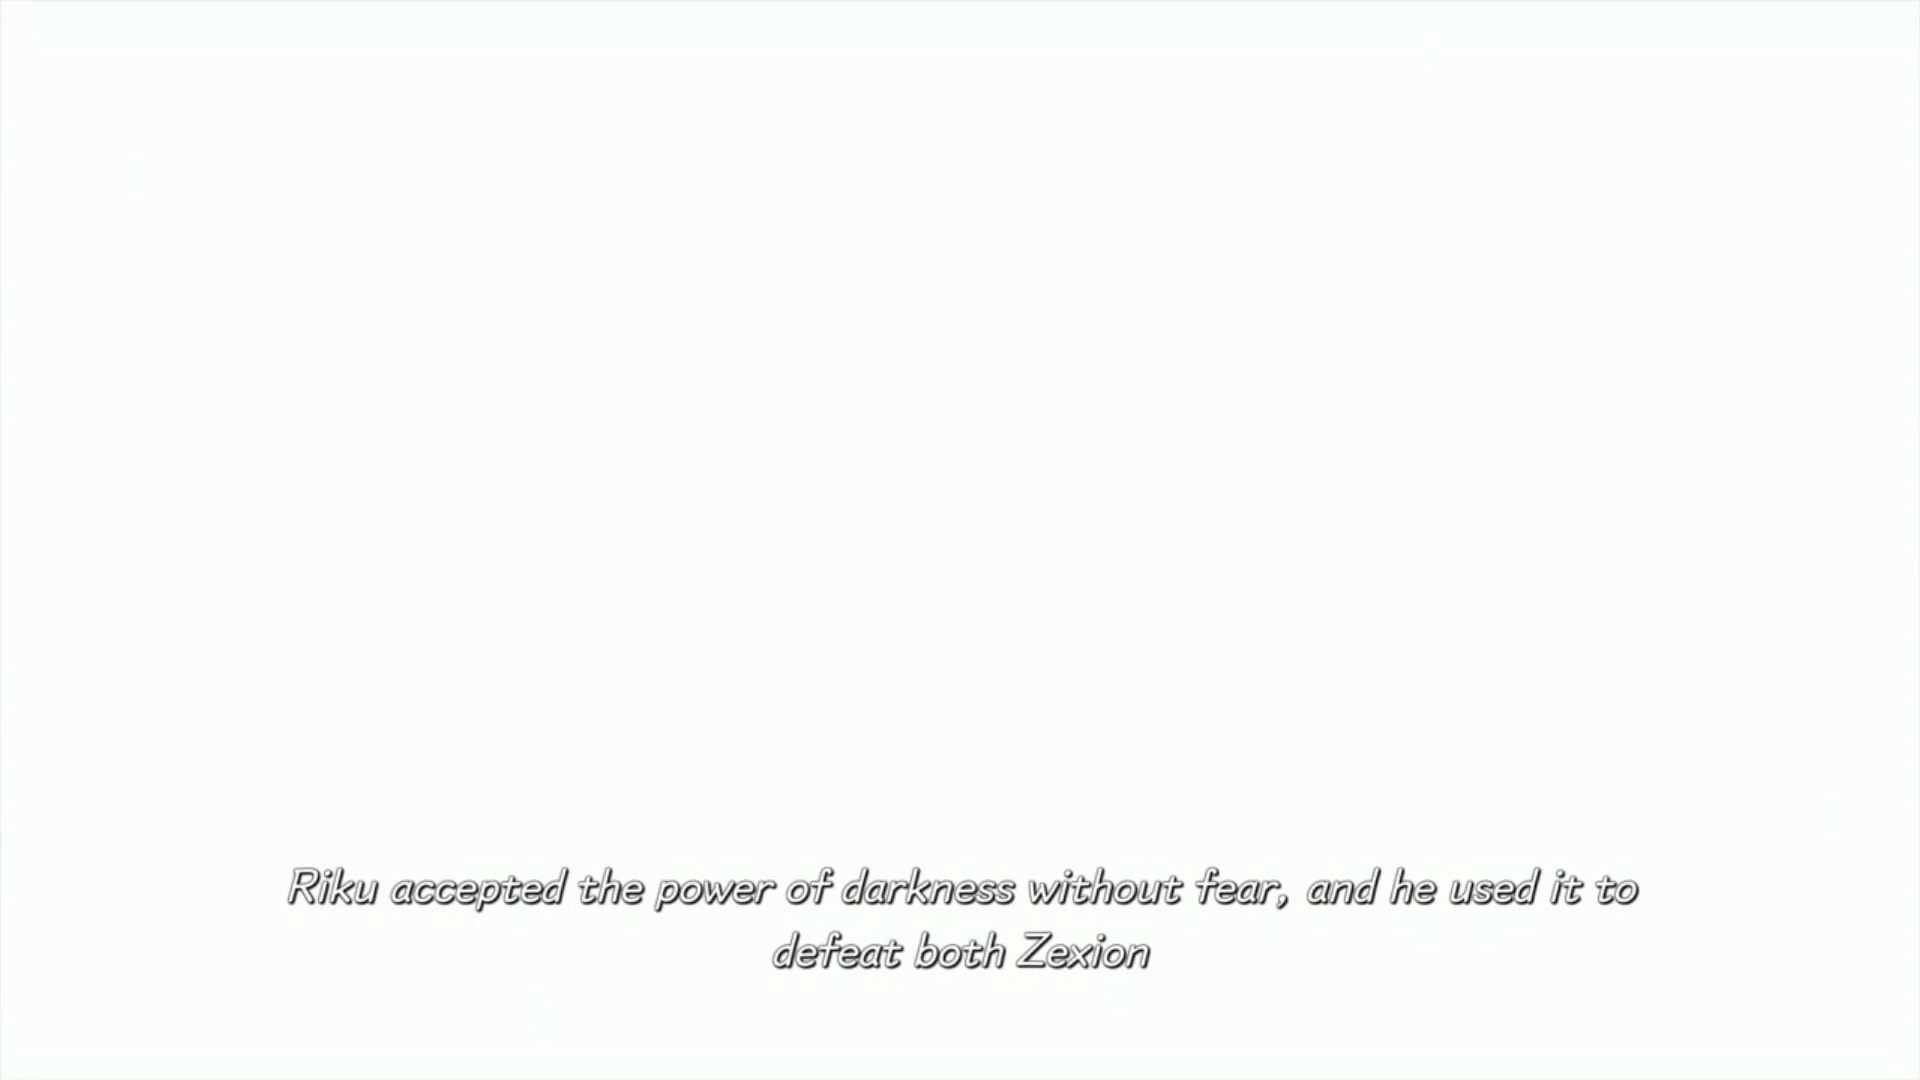 Riku accepted the power of darkness without fear, and he used it to
defeat both Zexion